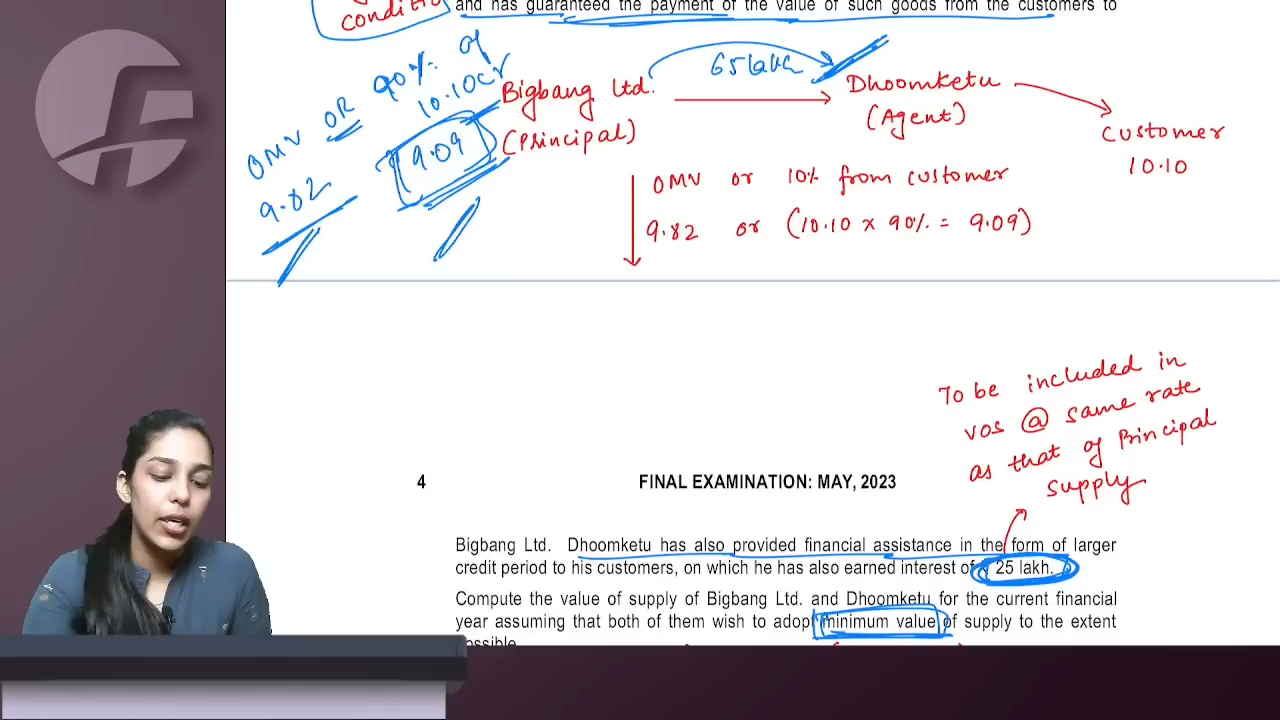 condition
and has guaranteed the payment of the value of such goods from the customers to
OMV OR 90% of
10.10cr
9.82
9.09
65 lakh
Bigbang Ltd.
(Principal)
Dhoomketu
(Agent)
Customer
10.10
OMV or 10% from customer
9.82 or (10.10 x 90% = 9.09)
To be included in
VOS @ same rate
as that of Principal
supply
4 FINAL EXAMINATION: MAY, 2023
Bigbang Ltd. Dhoomketu has also provided financial assistance in the form of larger
credit period to his customers, on which he has also earned interest of 25 lakh.
Compute the value of supply of Bigbang Ltd. and Dhoomketu for the current financial
year assuming that both of them wish to adopt minimum value of supply to the extent
possible.